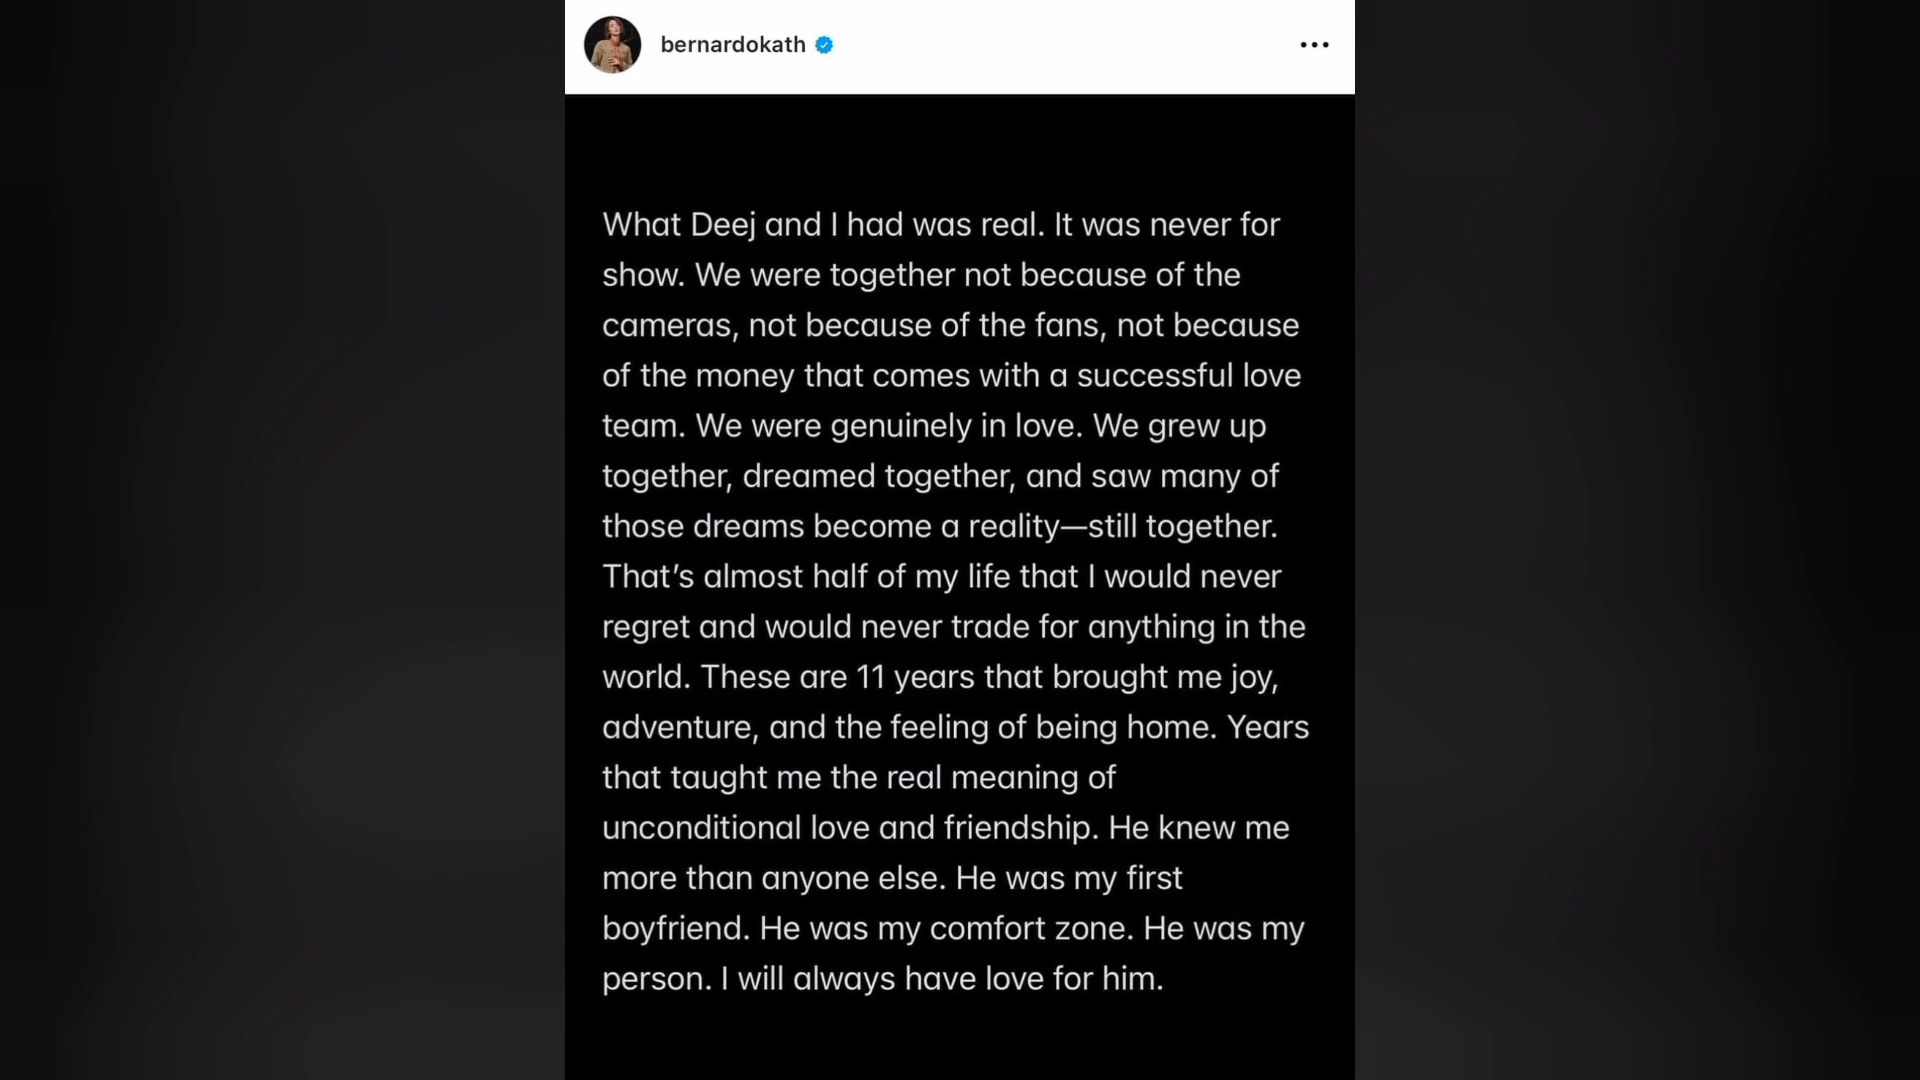 bernardokath
What Deej and I had was real. It was never for
show. We were together not because of the
cameras, not because of the fans, not because
of the money that comes with a successful love
team. We were genuinely in love. We grew up
together, dreamed together, and saw many of
those dreams become a reality—still together.
That’s almost half of my life that I would never
regret and would never trade for anything in the
world. These are 11 years that brought me joy,
adventure, and the feeling of being home. Years
that taught me the real meaning of
unconditional love and friendship. He knew me
more than anyone else. He was my first
boyfriend. He was my comfort zone. He was my
person. I will always have love for him.